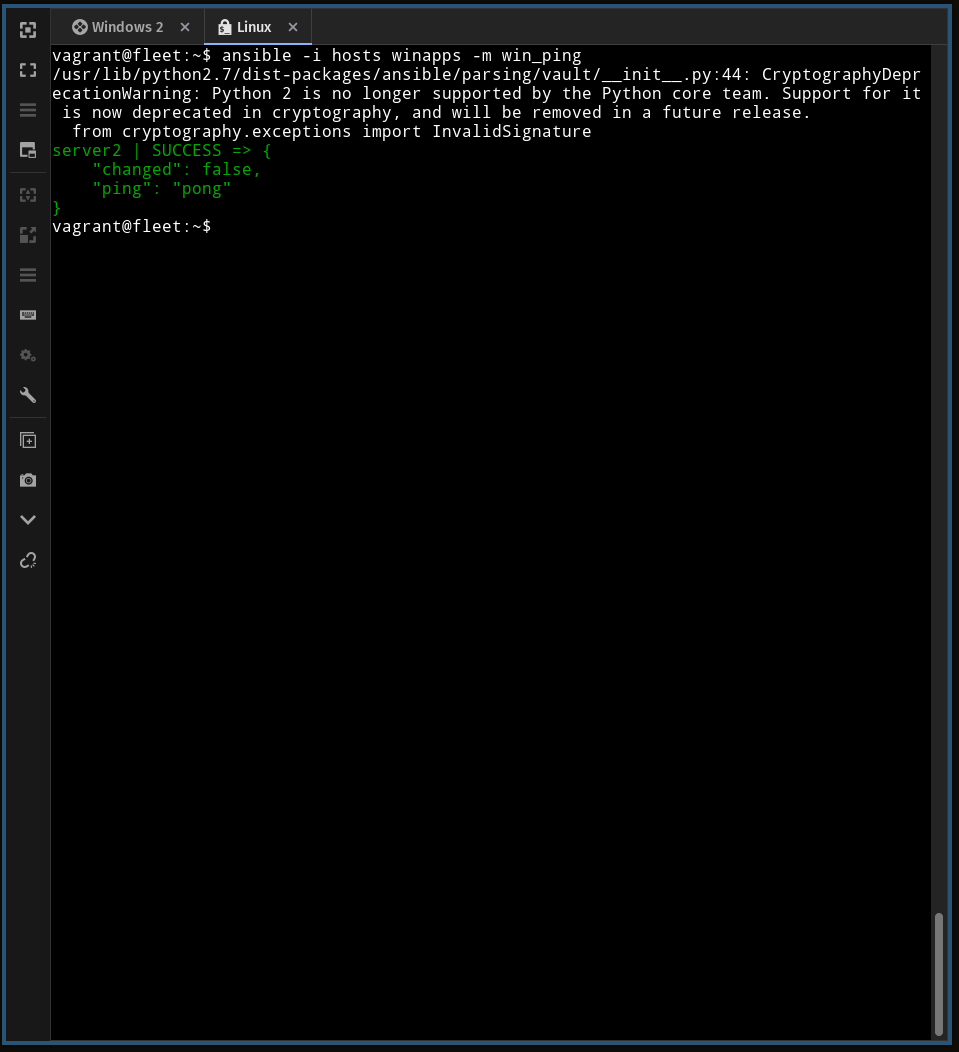 Windows 2
Linux
vagrant@fleet:~$ ansible -i hosts winapps -m win_ping
/usr/lib/python2.7/dist-packages/ansible/parsing/vault/__init__.py:44: CryptographyDepr
ecationWarning: Python 2 is no longer supported by the Python core team. Support for it
 is now deprecated in cryptography, and will be removed in a future release.
  from cryptography.exceptions import InvalidSignature
server2 | SUCCESS => {
    "changed": false,
    "ping": "pong"
}
vagrant@fleet:~$